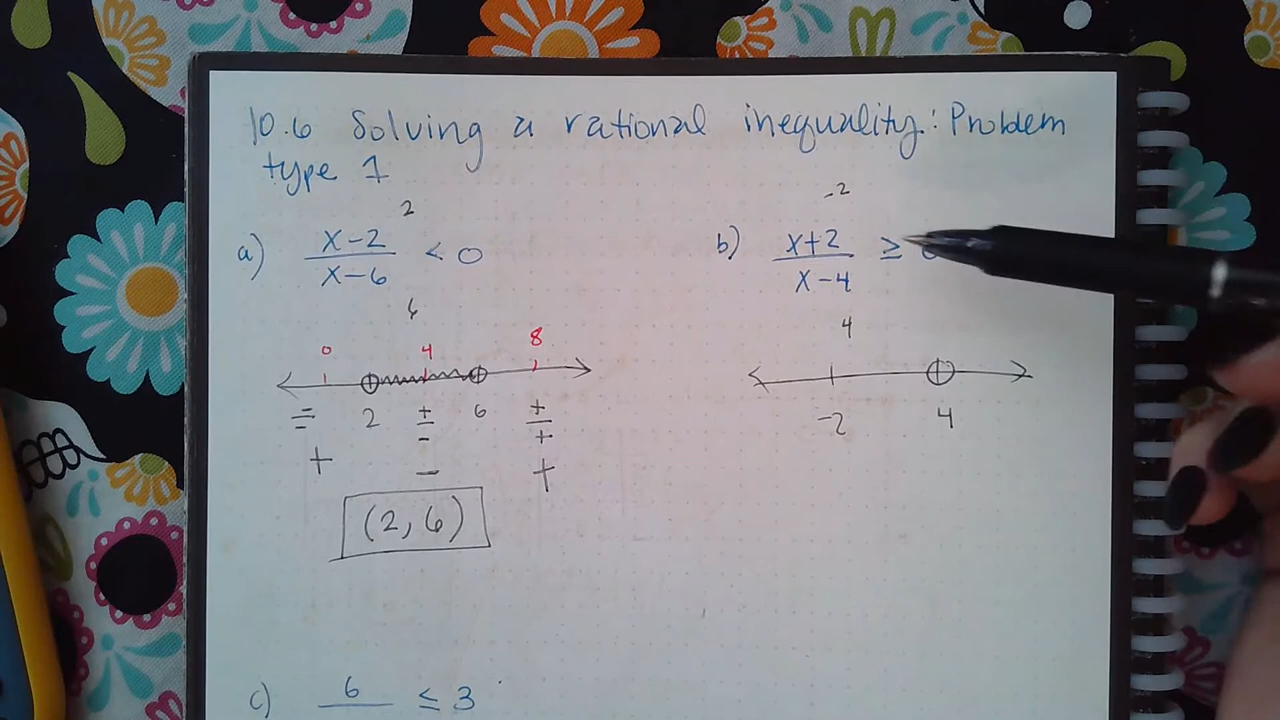 10.6 Solving a rational inequality: Problem
type 1
2
a) x-2 / x-6 < 0
6
0 4 8
= 2 ± 6 +
- +
+ - +
(2, 6)
-2
b) x+2 / x-4 ≥
4
-2 4
c) 6 ≤ 3